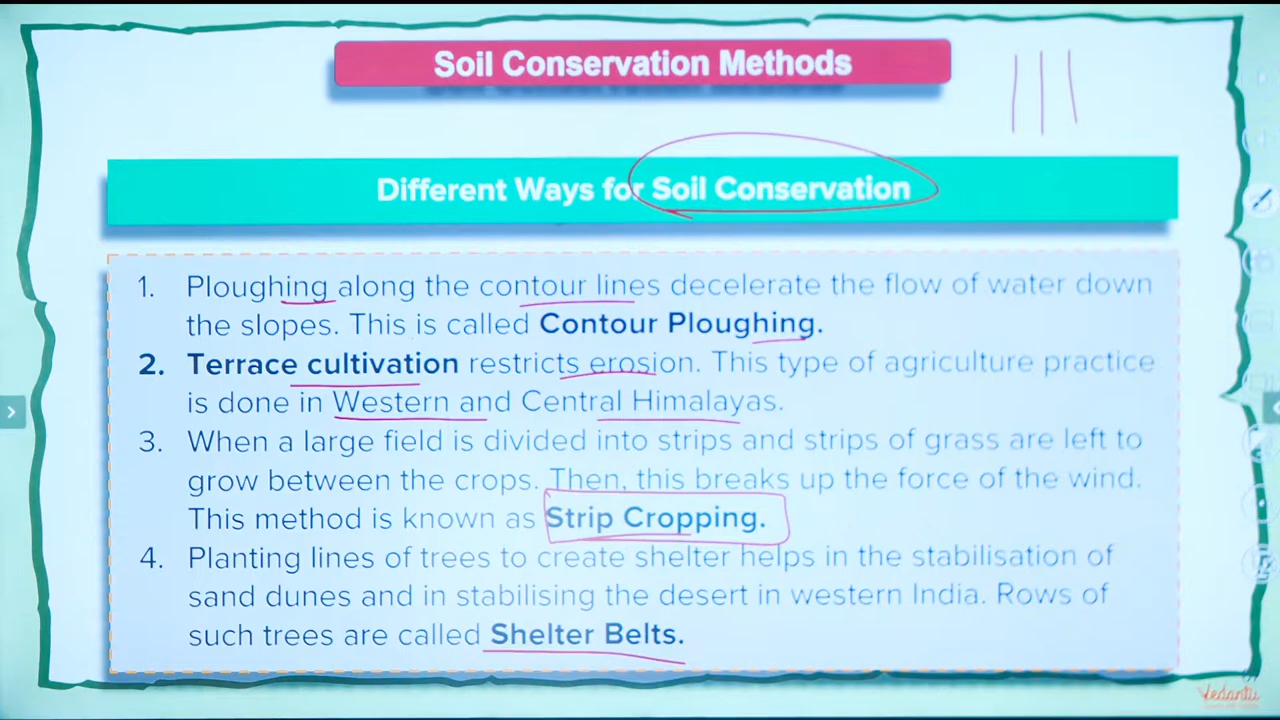 Soil Conservation Methods
Different Ways for Soil Conservation
1. Ploughing along the contour lines decelerate the flow of water down
the slopes. This is called Contour Ploughing.
2. Terrace cultivation restricts erosion. This type of agriculture practice
is done in Western and Central Himalayas.
3. When a large field is divided into strips and strips of grass are left to
grow between the crops. Then, this breaks up the force of the wind.
This method is known as Strip Cropping.
4. Planting lines of trees to create shelter helps in the stabilisation of
sand dunes and in stabilising the desert in western India. Rows of
such trees are called Shelter Belts.
Vedantu